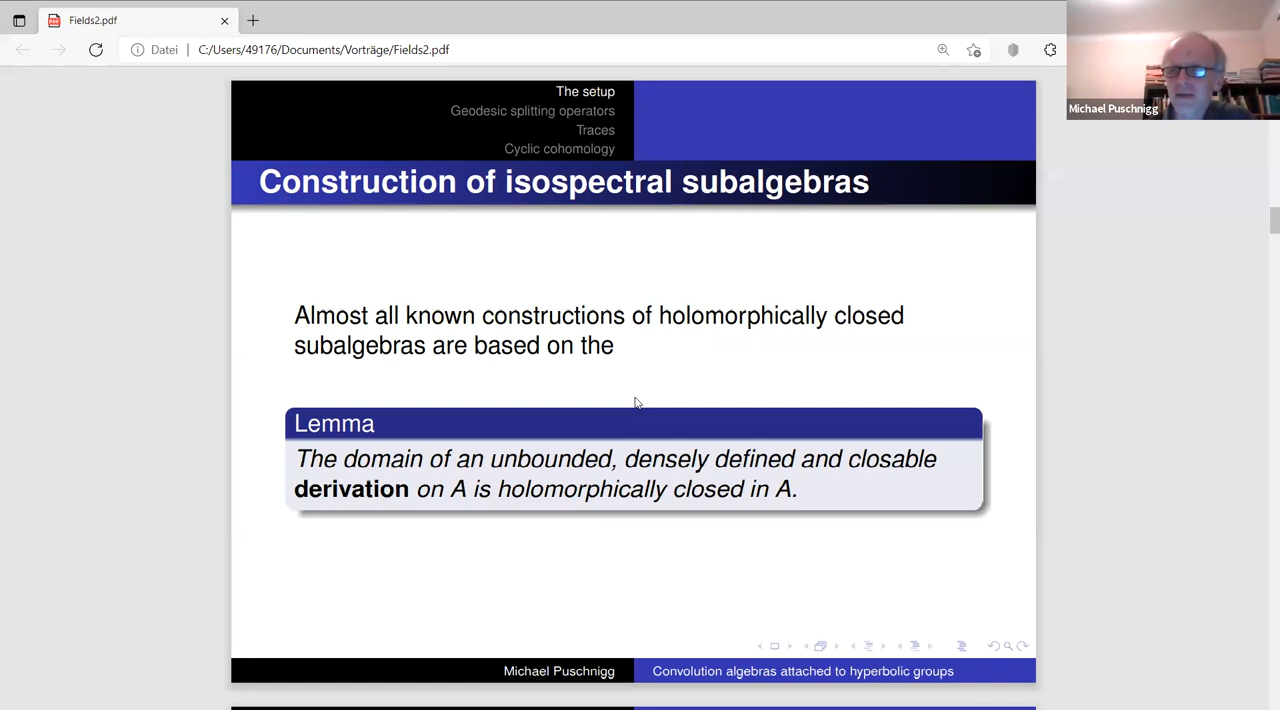 Fields2.pdf
Datei
C:/Users/49176/Documents/Vorträge/Fields2.pdf
Michael Puschnigg
The setup
Geodesic splitting operators
Traces
Cyclic cohomology
Construction of isospectral subalgebras
Almost all known constructions of holomorphically closed
subalgebras are based on the
Lemma
The domain of an unbounded, densely defined and closable
derivation on A is holomorphically closed in A.
Michael Puschnigg
Convolution algebras attached to hyperbolic groups